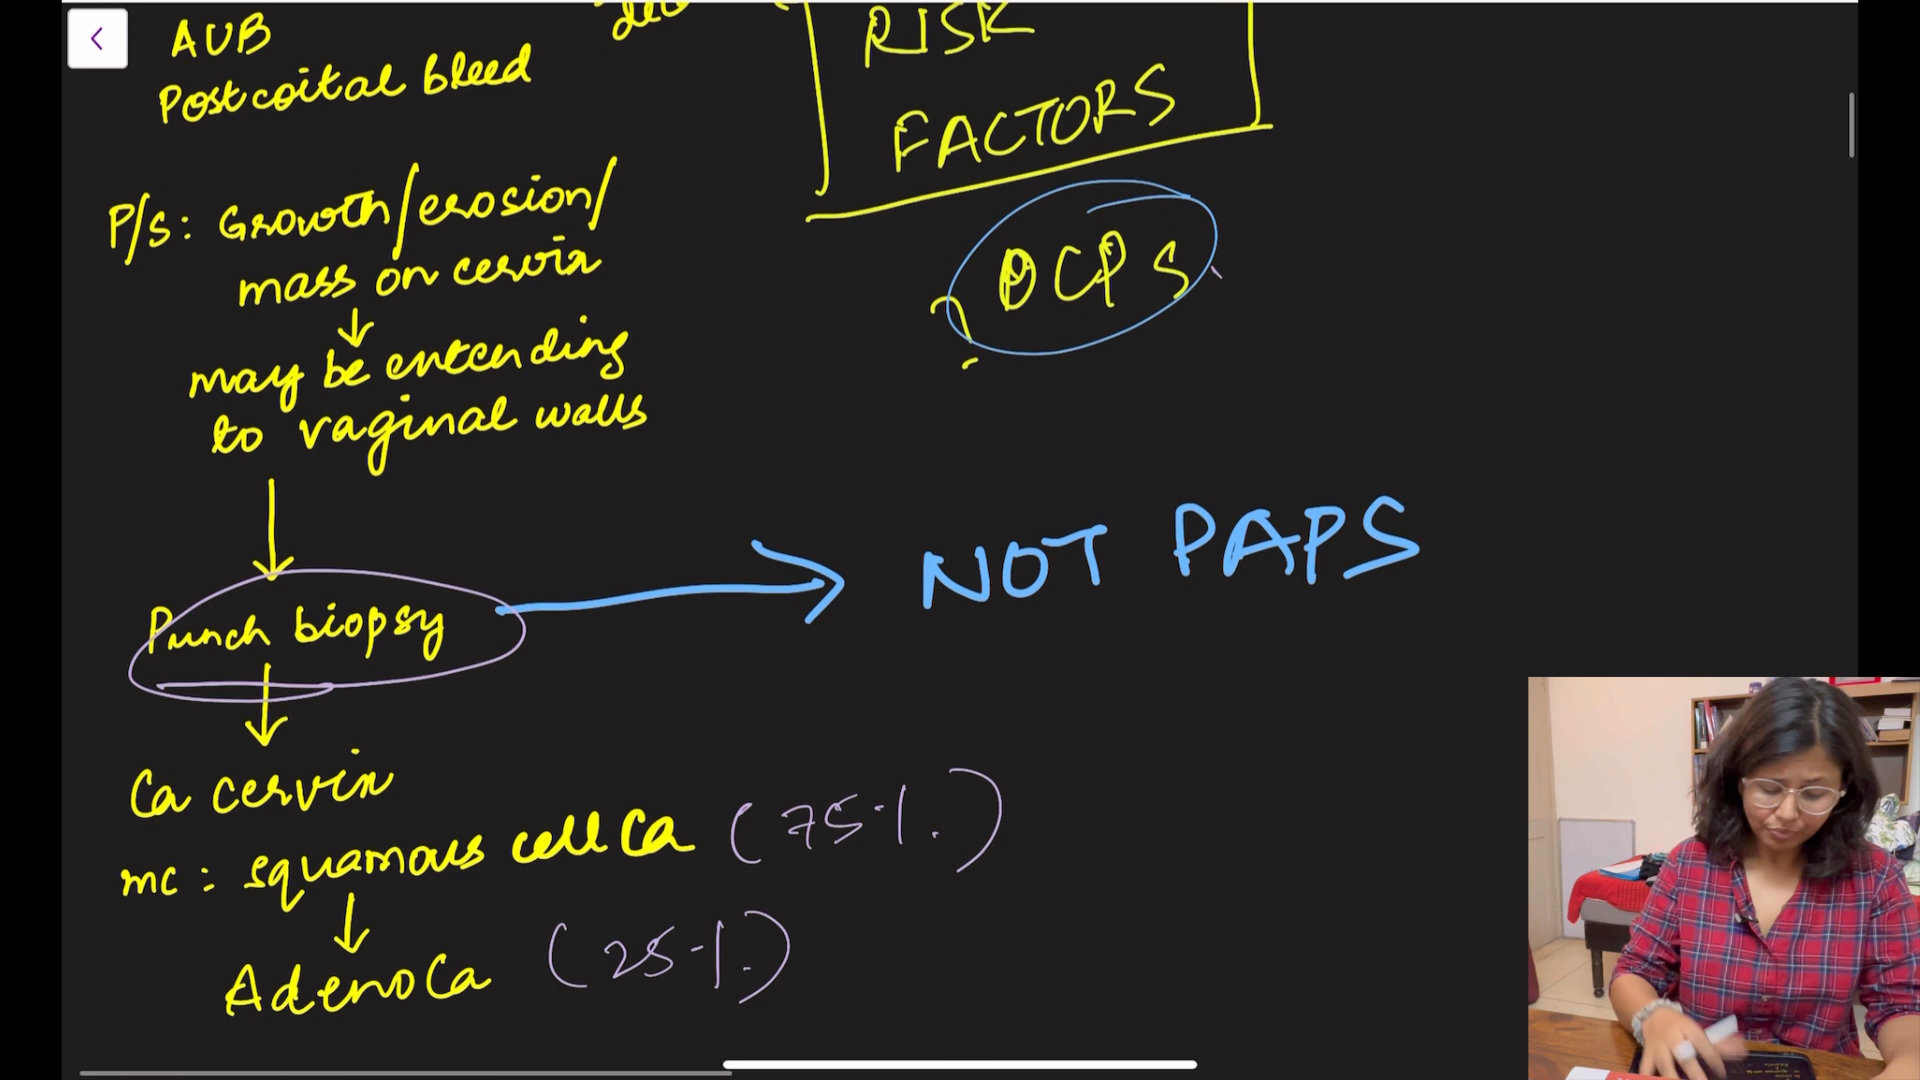 AUB
Postcoital bleed
RISK
FACTORS
P/S: Growth/erosion/
mass on cervix
may be extending
to vaginal walls
OCPS
Punch biopsy
NOT PAPS
Ca cervix
mc: squamous cell Ca (75%)
AdenoCa (25%)